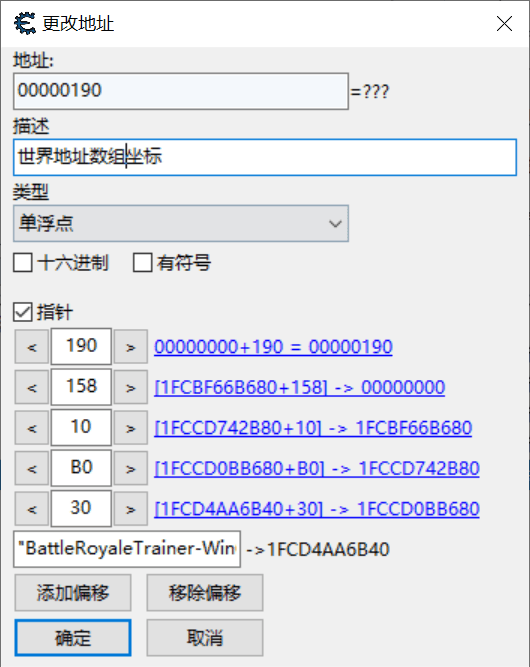 更改地址
地址:
00000190 =???
描述
世界地址数组坐标
类型
单浮点
十六进制 有符号
指针
< 190 > 00000000+190 = 00000190
< 158 > [1FCBF66B680+158] -> 00000000
< 10 > [1FCCD742B80+10] -> 1FCBF66B680
< B0 > [1FCCD0BB680+B0] -> 1FCCD742B80
< 30 > [1FCD4AA6B40+30] -> 1FCCD0BB680
"BattleRoyaleTrainer-Win ->1FCD4AA6B40
添加偏移 移除偏移
确定 取消